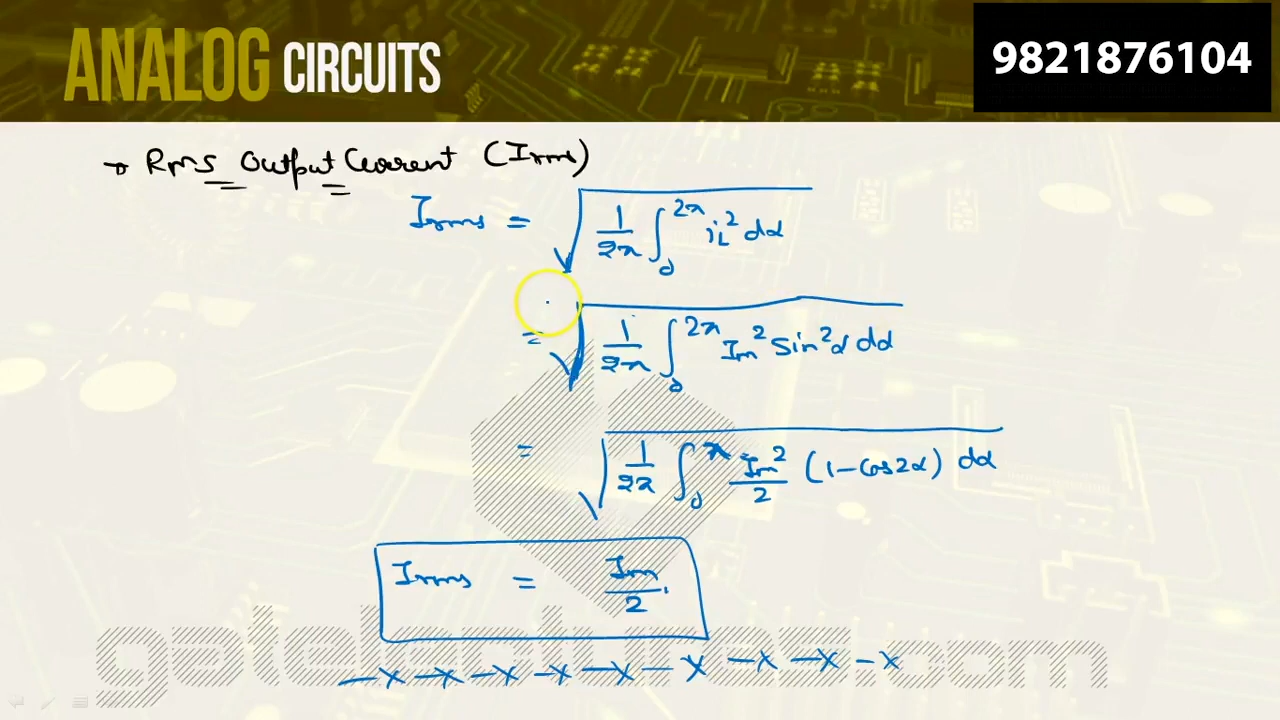 ANALOG CIRCUITS
9821876104
→ Rms Output Current (Irms)
Irms = √(1/2π ∫₀^2π iL² dα)
= √(1/2π ∫₀^2π Im² Sin²α dα)
= √(1/2π ∫₀^π Im²/2 (1-Cos2α) dα)
Irms = Im/2
—x—x—x—x—x—x—x—x—x
gatelectures.com